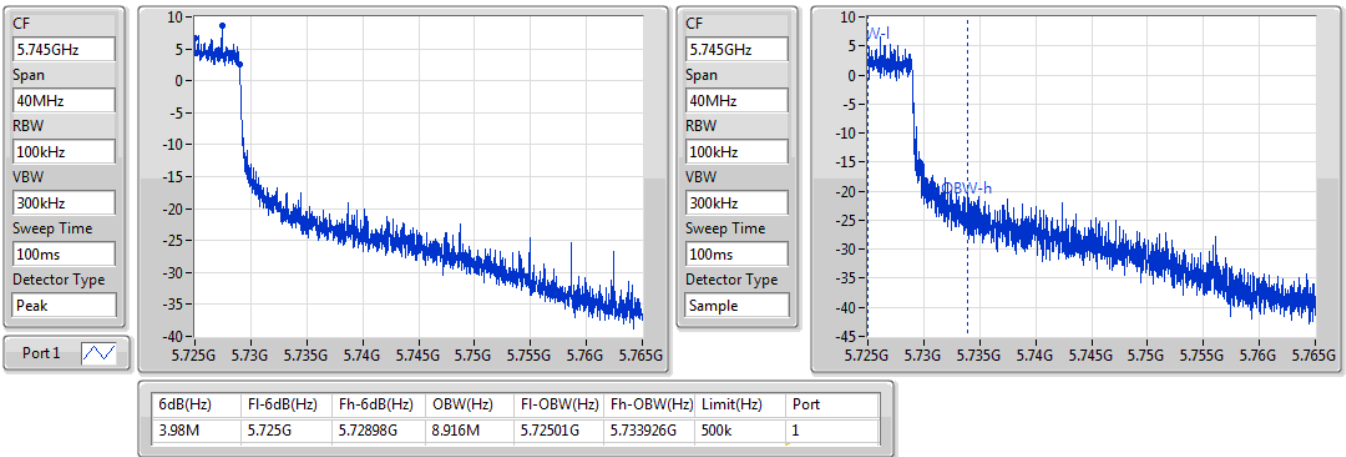 CF
5.745GHz
Span
40MHz
RBW
100kHz
VBW
300kHz
Sweep Time
100ms
Detector Type
Peak
Port 1
10
5
0
-5
-10
-15
-20
-25
-30
-35
-40
5.725G 5.73G 5.735G 5.74G 5.745G 5.75G 5.755G 5.76G 5.765G
CF
5.745GHz
Span
40MHz
RBW
100kHz
VBW
300kHz
Sweep Time
100ms
Detector Type
Sample
10
5
0
-5
-10
-15
-20
-25
-30
-35
-40
-45
W-l
OBW-h
5.725G 5.73G 5.735G 5.74G 5.745G 5.75G 5.755G 5.76G 5.765G
6dB(Hz) Fl-6dB(Hz) Fh-6dB(Hz) OBW(Hz) Fl-OBW(Hz) Fh-OBW(Hz) Limit(Hz) Port
3.98M 5.725G 5.72898G 8.916M 5.72501G 5.733926G 500k 1